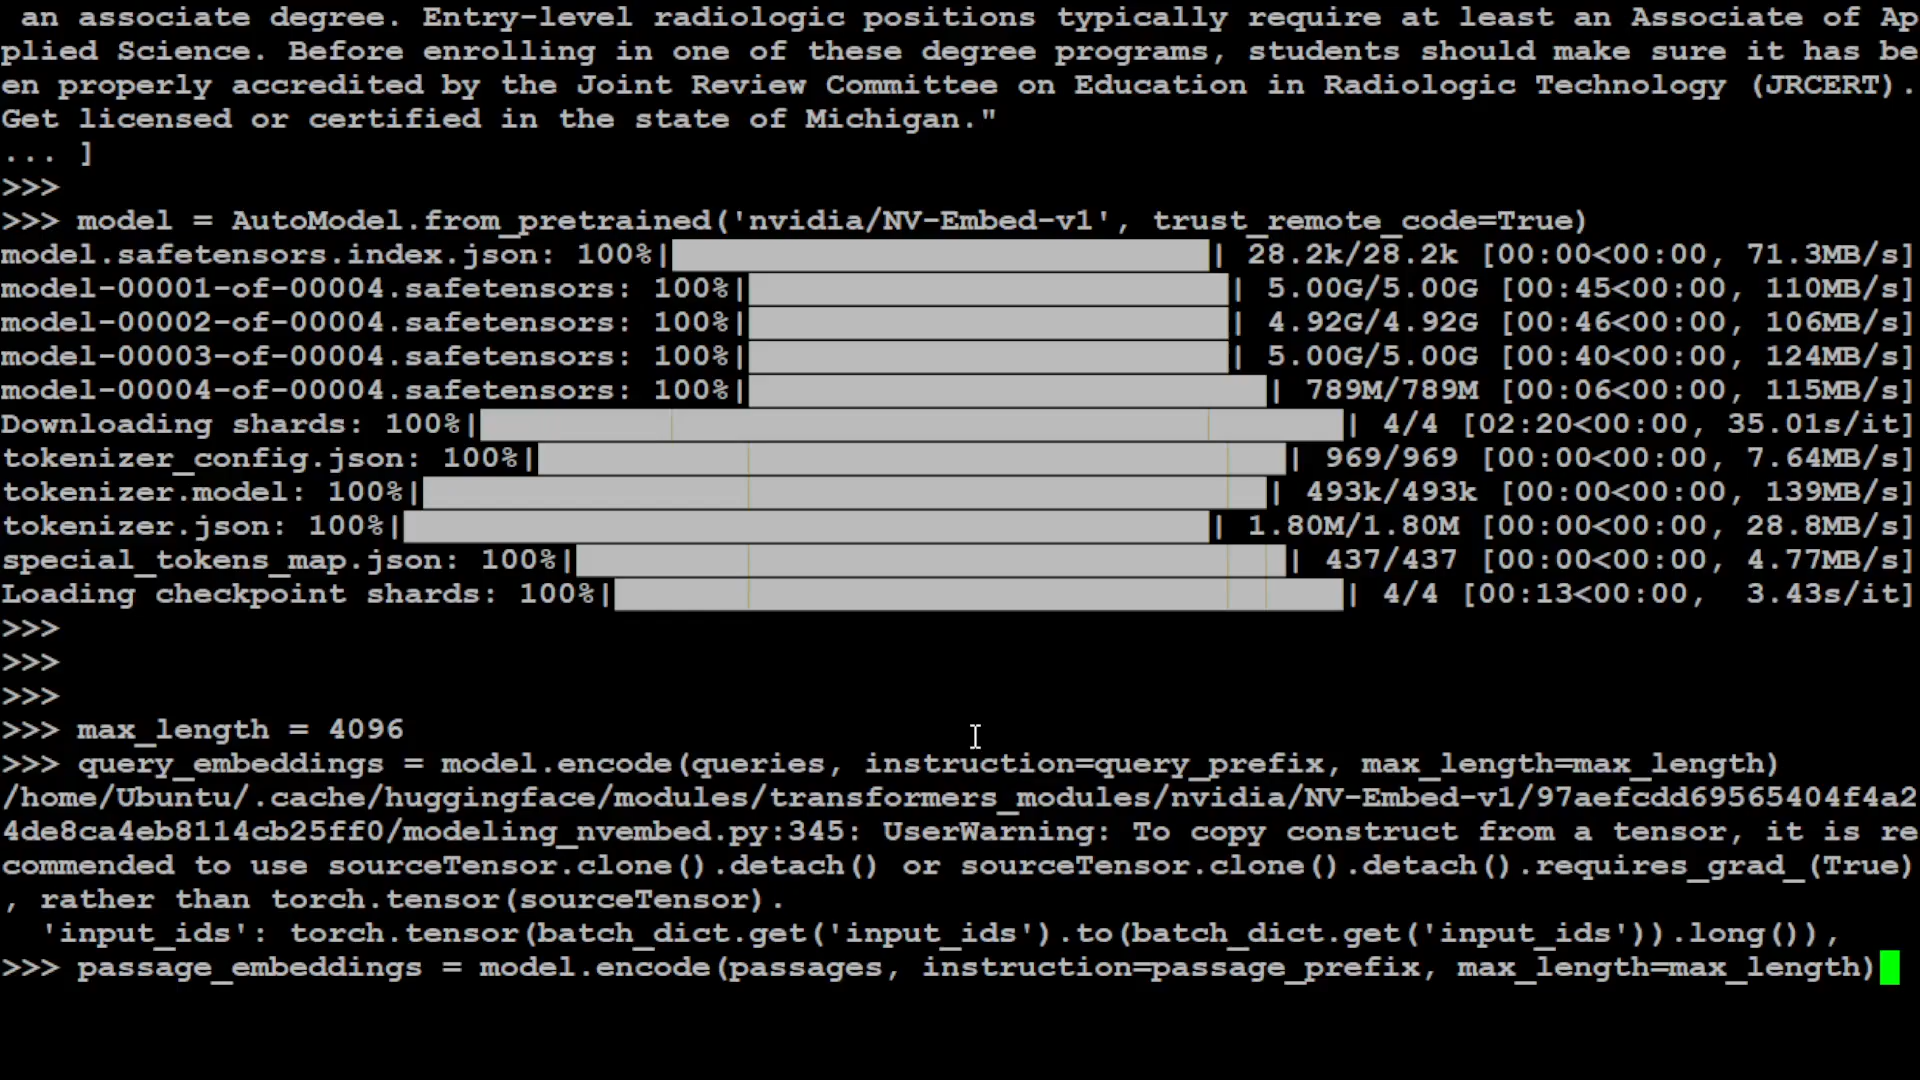 an associate degree. Entry-level radiologic positions typically require at least an Associate of Ap
plied Science. Before enrolling in one of these degree programs, students should make sure it has be
en properly accredited by the Joint Review Committee on Education in Radiologic Technology (JRCERT).
Get licensed or certified in the state of Michigan."
... ]
>>>
>>> model = AutoModel.from_pretrained('nvidia/NV-Embed-v1', trust_remote_code=True)
model.safetensors.index.json: 100%| | 28.2k/28.2k [00:00<00:00, 71.3MB/s]
model-00001-of-00004.safetensors: 100%| | 5.00G/5.00G [00:45<00:00, 110MB/s]
model-00002-of-00004.safetensors: 100%| | 4.92G/4.92G [00:46<00:00, 106MB/s]
model-00003-of-00004.safetensors: 100%| | 5.00G/5.00G [00:40<00:00, 124MB/s]
model-00004-of-00004.safetensors: 100%| | 789M/789M [00:06<00:00, 115MB/s]
Downloading shards: 100%| | 4/4 [02:20<00:00, 35.01s/it]
tokenizer_config.json: 100%| | 969/969 [00:00<00:00, 7.64MB/s]
tokenizer.model: 100%| | 493k/493k [00:00<00:00, 139MB/s]
tokenizer.json: 100%| | 1.80M/1.80M [00:00<00:00, 28.8MB/s]
special_tokens_map.json: 100%| | 437/437 [00:00<00:00, 4.77MB/s]
Loading checkpoint shards: 100%| | 4/4 [00:13<00:00, 3.43s/it]
>>>
>>>
>>>
>>> max_length = 4096
>>> query_embeddings = model.encode(queries, instruction=query_prefix, max_length=max_length)
/home/Ubuntu/.cache/huggingface/modules/transformers_modules/nvidia/NV-Embed-v1/97aefcdd69565404f4a2
4de8ca4eb8114cb25ff0/modeling_nvembed.py:345: UserWarning: To copy construct from a tensor, it is re
commended to use sourceTensor.clone().detach() or sourceTensor.clone().detach().requires_grad_(True)
, rather than torch.tensor(sourceTensor).
'input_ids': torch.tensor(batch_dict.get('input_ids').to(batch_dict.get('input_ids')).long()),
>>> passage_embeddings = model.encode(passages, instruction=passage_prefix, max_length=max_length)